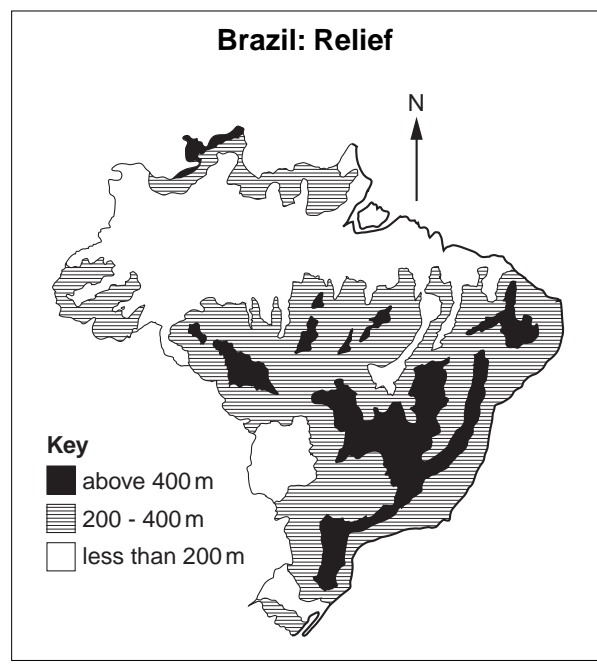 Brazil: Relief
N
Key
above 400 m
200 - 400 m
less than 200 m